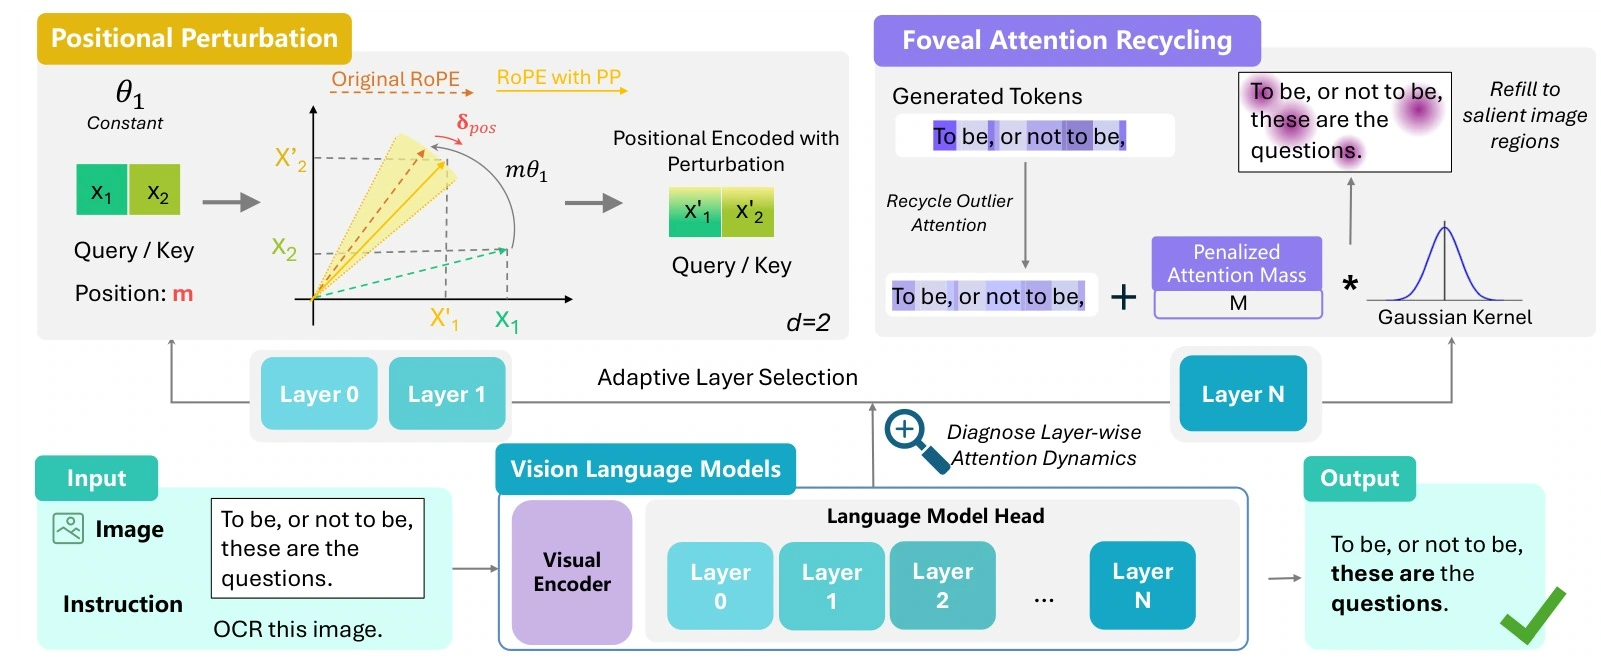 Positional Perturbation
θ₁
Constant
x₁ x₂
Query / Key
Position: m
Original RoPE
RoPE with PP
δpos
X'₂
mθ₁
X₂
X'₁
X₁
d=2
Positional Encoded with
Perturbation
x'₁ x'₂
Query / Key
Foveal Attention Recycling
Generated Tokens
To be, or not to be,
Recycle Outlier
Attention
To be, or not to be,
+
Penalized
Attention Mass
M
*
Gaussian Kernel
To be, or not to be,
these are the
questions.
Refill to
salient image
regions
Layer 0
Layer 1
Adaptive Layer Selection
Layer N
Diagnose Layer-wise
Attention Dynamics
Input
Image
To be, or not to be,
these are the
questions.
Instruction
OCR this image.
Vision Language Models
Visual
Encoder
Language Model Head
Layer
0
Layer
1
Layer
2
...
Layer
N
Output
To be, or not to be,
these are the
questions.